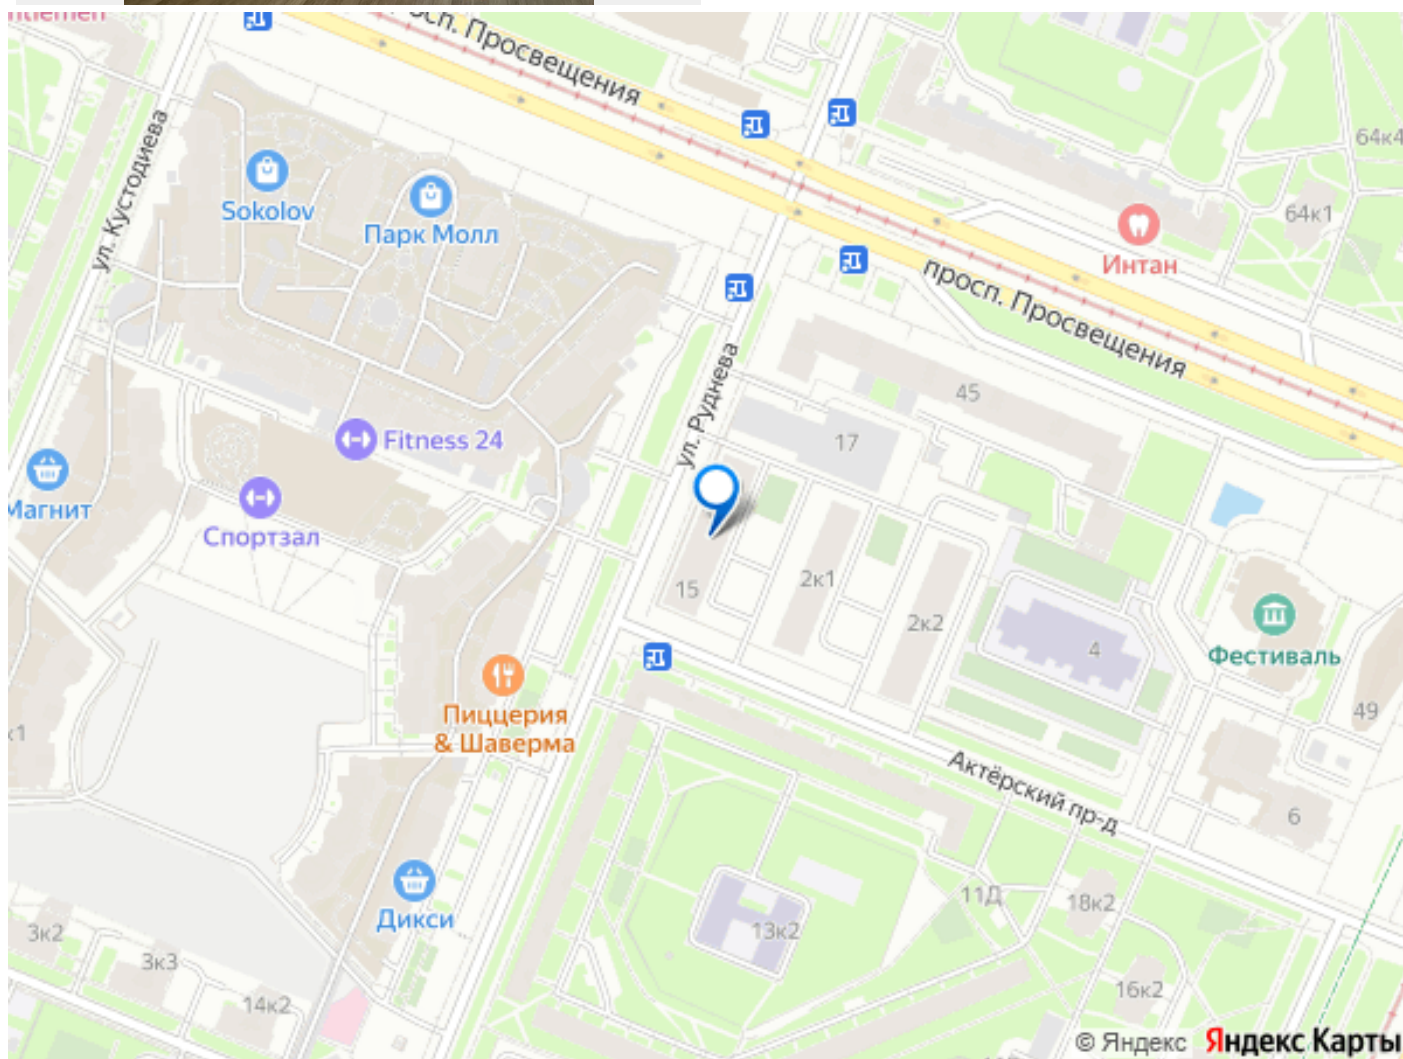 просп. Просвещения
ул. Кустодиева
Sokolov
Парк Молл
64к4
64к1
Интан
просп. Просвещения
ул. Руднева
45
Fitness 24
17
Магнит
Спортзал
15
2к1
2к2
4
Фестиваль
Пиццерия
& Шаверма
49
к1
Актёрский пр-д
6
Дикси
11Д
18к2
13к2
3к2
3к3
14к2
16к2
© Яндекс Яндекс Карты